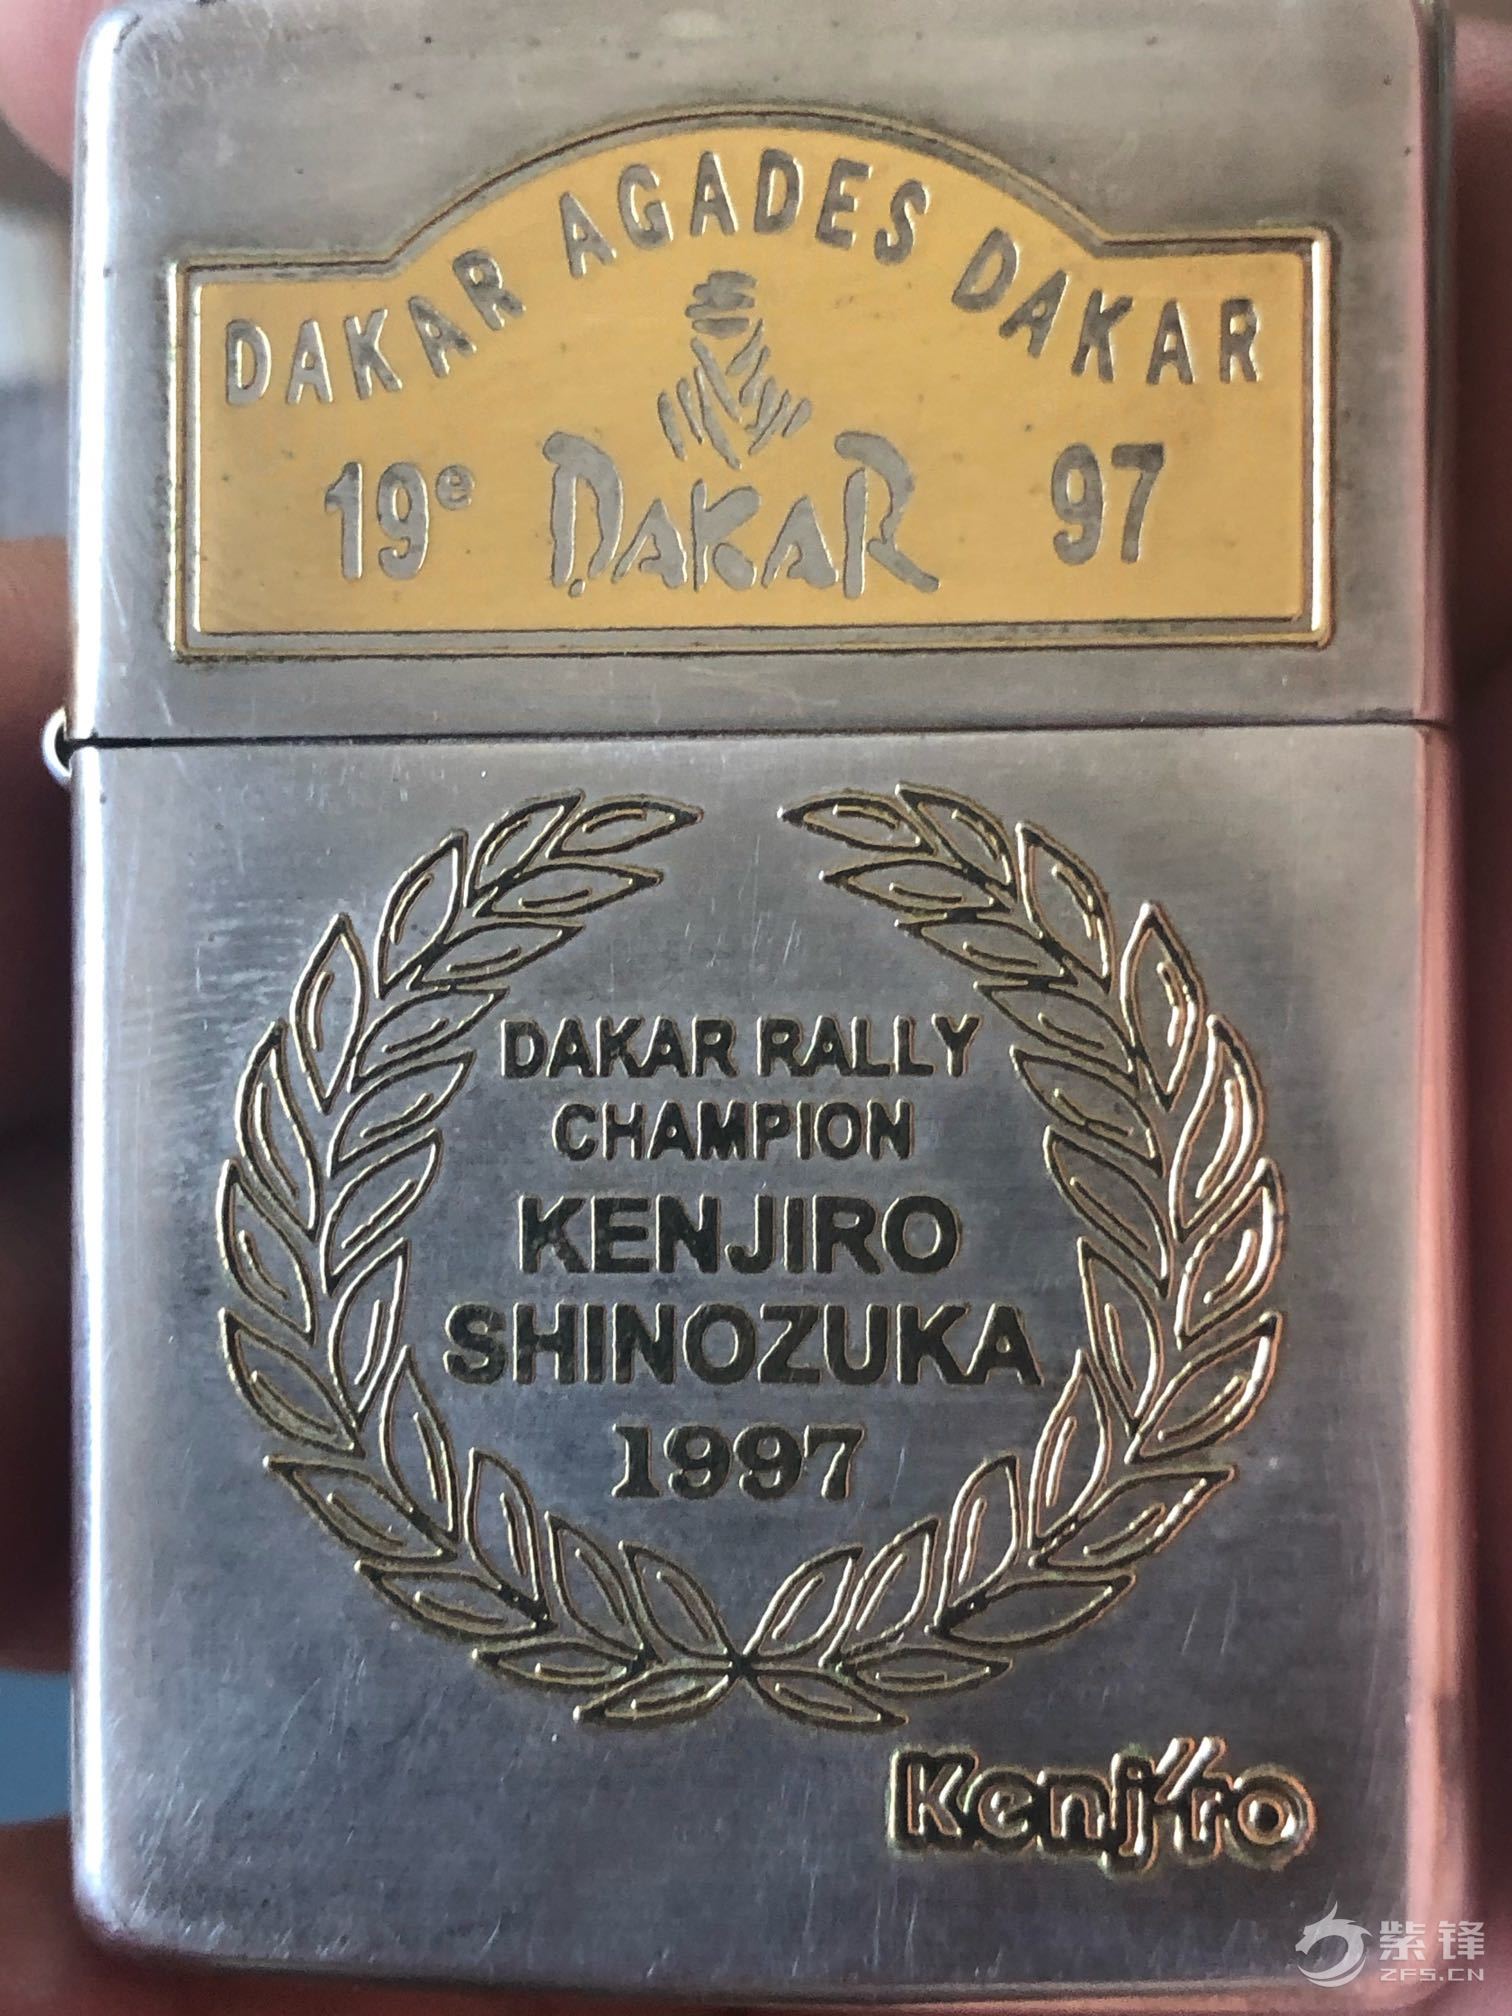 DAKAR AGADES DAKAR
19e DAKAR 97
DAKAR RALLY
CHAMPION
KENJIRO
SHINOZUKA
1997
Kenjiro
紫锋
ZFS.CN